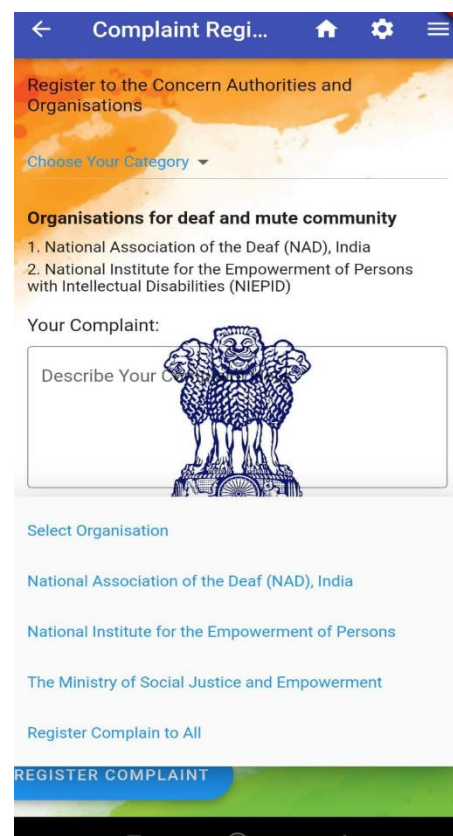 Complaint Regi...
Register to the Concern Authorities and
Organisations
Choose Your Category
Organisations for deaf and mute community
1. National Association of the Deaf (NAD), India
2. National Institute for the Empowerment of Persons
with Intellectual Disabilities (NIEPID)
Your Complaint:
Describe Your
Select Organisation
National Association of the Deaf (NAD), India
National Institute for the Empowerment of Persons
The Ministry of Social Justice and Empowerment
Register Complain to All
REGISTER COMPLAINT